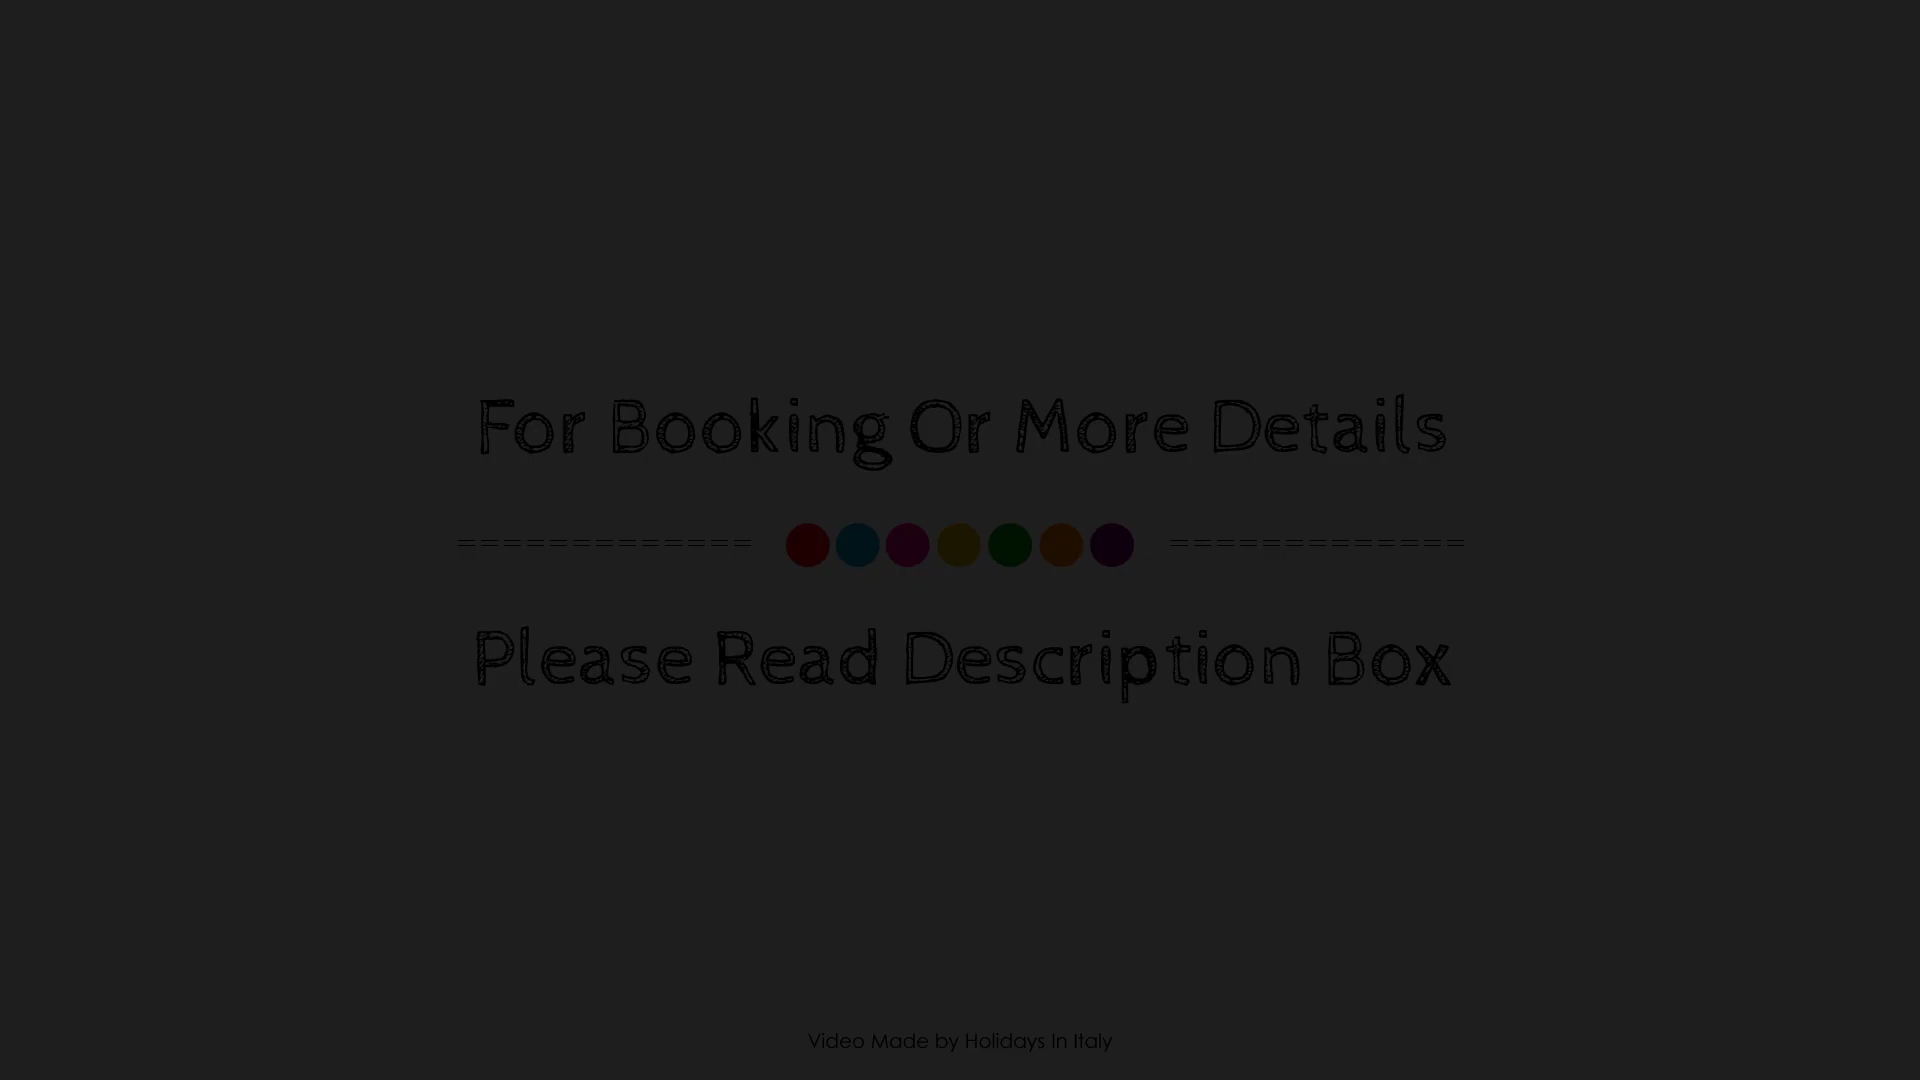 For Booking Or More Details
============= =============
Please Read Description Box
Video Made by Holidays In Italy